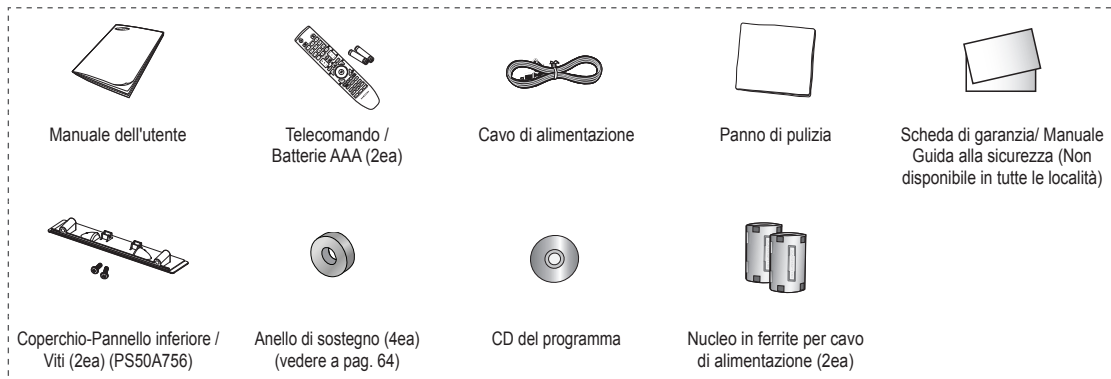 Manuale dell'utente
Telecomando /
Batterie AAA (2ea)
Cavo di alimentazione
Panno di pulizia
Scheda di garanzia/ Manuale
Guida alla sicurezza (Non
disponibile in tutte le località)
Coperchio-Pannello inferiore /
Viti (2ea) (PS50A756)
Anello di sostegno (4ea)
(vedere a pag. 64)
CD del programma
Nucleo in ferrite per cavo
di alimentazione (2ea)